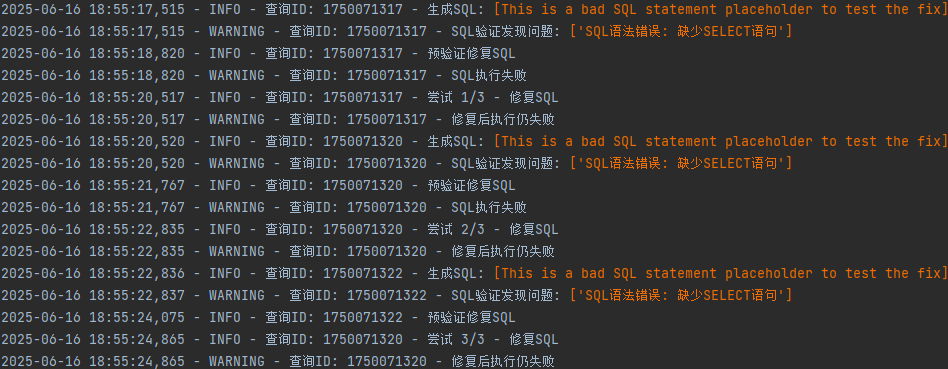 2025-06-16 18:55:17,515 - INFO - 查询ID: 1750071317 - 生成SQL: [This is a bad SQL statement placeholder to test the fix]
2025-06-16 18:55:17,515 - WARNING - 查询ID: 1750071317 - SQL验证发现问题: ['SQL语法错误: 缺少SELECT语句']
2025-06-16 18:55:18,820 - INFO - 查询ID: 1750071317 - 预验证修复SQL
2025-06-16 18:55:18,820 - WARNING - 查询ID: 1750071317 - SQL执行失败
2025-06-16 18:55:20,517 - INFO - 查询ID: 1750071317 - 尝试 1/3 - 修复SQL
2025-06-16 18:55:20,517 - WARNING - 查询ID: 1750071317 - 修复后执行仍失败
2025-06-16 18:55:20,520 - INFO - 查询ID: 1750071320 - 生成SQL: [This is a bad SQL statement placeholder to test the fix]
2025-06-16 18:55:20,520 - WARNING - 查询ID: 1750071320 - SQL验证发现问题: ['SQL语法错误: 缺少SELECT语句']
2025-06-16 18:55:21,767 - INFO - 查询ID: 1750071320 - 预验证修复SQL
2025-06-16 18:55:21,767 - WARNING - 查询ID: 1750071320 - SQL执行失败
2025-06-16 18:55:22,835 - INFO - 查询ID: 1750071320 - 尝试 2/3 - 修复SQL
2025-06-16 18:55:22,835 - WARNING - 查询ID: 1750071320 - 修复后执行仍失败
2025-06-16 18:55:22,836 - INFO - 查询ID: 1750071322 - 生成SQL: [This is a bad SQL statement placeholder to test the fix]
2025-06-16 18:55:22,837 - WARNING - 查询ID: 1750071322 - SQL验证发现问题: ['SQL语法错误: 缺少SELECT语句']
2025-06-16 18:55:24,075 - INFO - 查询ID: 1750071322 - 预验证修复SQL
2025-06-16 18:55:24,865 - INFO - 查询ID: 1750071320 - 尝试 3/3 - 修复SQL
2025-06-16 18:55:24,865 - WARNING - 查询ID: 1750071320 - 修复后执行仍失败